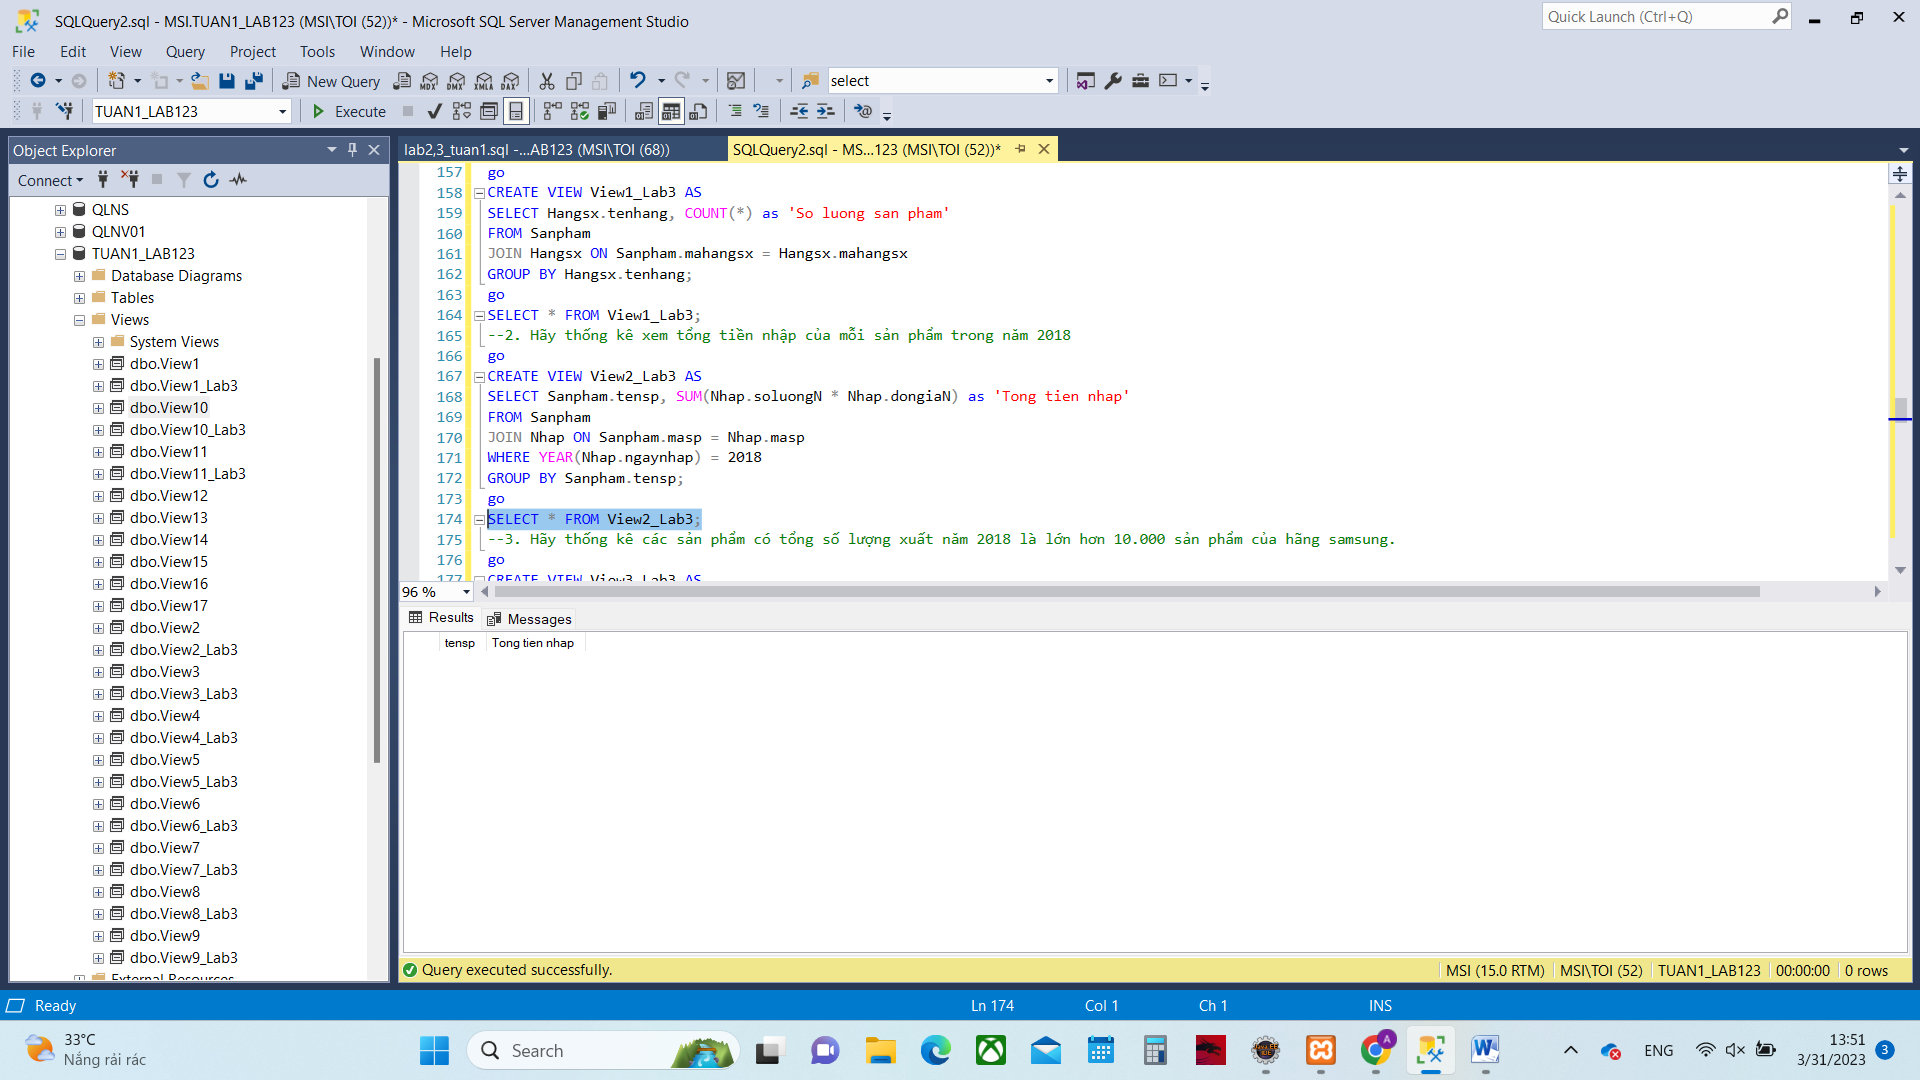 SQLQuery2.sql - MSI.TUAN1_LAB123 (MSI\TOI (52))* - Microsoft SQL Server Management Studio
Quick Launch (Ctrl+Q)
File Edit View Query Project Tools Window Help
New Query
MDX DMX XMLA DAX
select
TUAN1_LAB123
Execute
Object Explorer
Connect
QLNS
QLNV01
TUAN1_LAB123
Database Diagrams
Tables
Views
System Views
dbo.View1
dbo.View1_Lab3
dbo.View10
dbo.View10_Lab3
dbo.View11
dbo.View11_Lab3
dbo.View12
dbo.View13
dbo.View14
dbo.View15
dbo.View16
dbo.View17
dbo.View2
dbo.View2_Lab3
dbo.View3
dbo.View3_Lab3
dbo.View4
dbo.View4_Lab3
dbo.View5
dbo.View5_Lab3
dbo.View6
dbo.View6_Lab3
dbo.View7
dbo.View7_Lab3
dbo.View8
dbo.View8_Lab3
dbo.View9
dbo.View9_Lab3
External Resources
lab2,3_tuan1.sql -...AB123 (MSI\TOI (68))
SQLQuery2.sql - MS...123 (MSI\TOI (52))*
157 go
158 CREATE VIEW View1_Lab3 AS
159 SELECT Hangsx.tenhang, COUNT(*) as 'So luong san pham'
160 FROM Sanpham
161 JOIN Hangsx ON Sanpham.mahangsx = Hangsx.mahangsx
162 GROUP BY Hangsx.tenhang;
163 go
164 SELECT * FROM View1_Lab3;
165 --2. Hãy thống kê xem tổng tiền nhập của mỗi sản phẩm trong năm 2018
166 go
167 CREATE VIEW View2_Lab3 AS
168 SELECT Sanpham.tensp, SUM(Nhap.soluongN * Nhap.dongiaN) as 'Tong tien nhap'
169 FROM Sanpham
170 JOIN Nhap ON Sanpham.masp = Nhap.masp
171 WHERE YEAR(Nhap.ngaynhap) = 2018
172 GROUP BY Sanpham.tensp;
173 go
174 SELECT * FROM View2_Lab3;
175 --3. Hãy thống kê các sản phẩm có tổng số lượng xuất năm 2018 là lớn hơn 10.000 sản phẩm của hãng samsung.
176 go
177 CREATE VIEW View3_Lab3 AS
96 %
Results Messages
tensp Tong tien nhap
Query executed successfully.
MSI (15.0 RTM) MSI\TOI (52) TUAN1_LAB123 00:00:00 0 rows
Ready Ln 174 Col 1 Ch 1 INS
33°C
Nắng rải rác
Search
A
ENG
13:51
3/31/2023
3